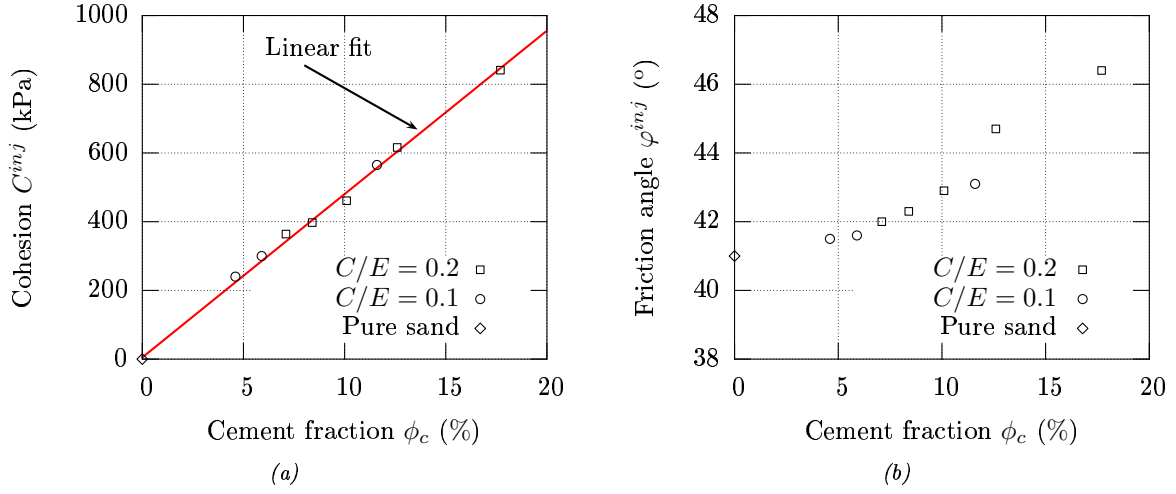 1000
800
600
400
200
0
Cohesion C^{inj} (kPa)
Linear fit
C/E = 0.2
C/E = 0.1
Pure sand
0 5 10 15 20
Cement fraction ϕ_c (%)
(a)
48
46
44
42
40
38
Friction angle φ^{inj} (°)
C/E = 0.2
C/E = 0.1
Pure sand
0 5 10 15 20
Cement fraction ϕ_c (%)
(b)